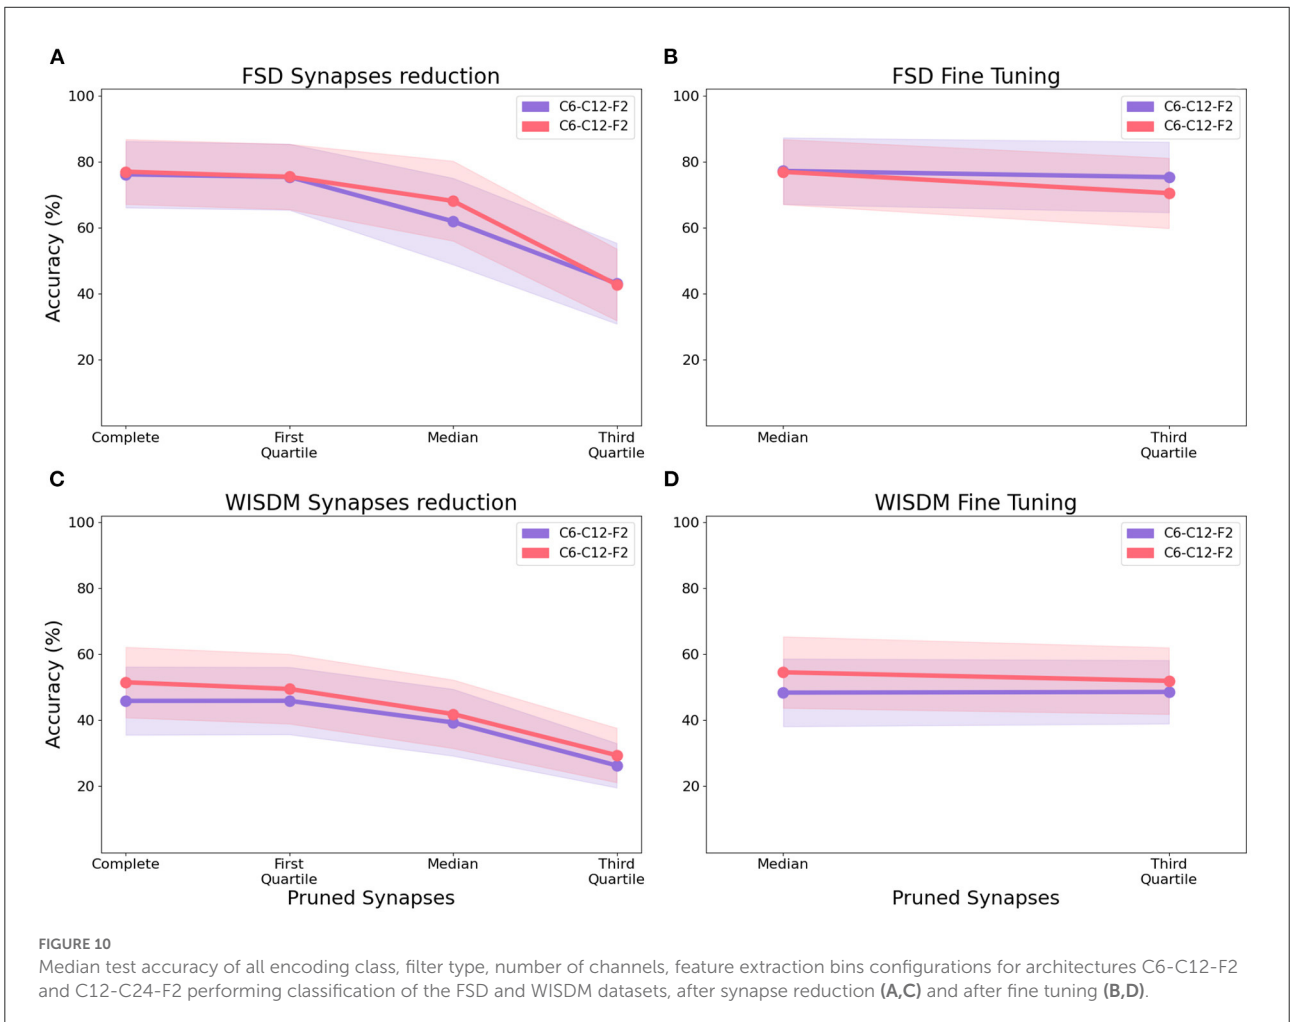 A
FSD Synapses reduction
C6-C12-F2
C6-C12-F2
100
80
60
40
20
Accuracy (%)
Complete
First
Quartile
Median
Third
Quartile
B
FSD Fine Tuning
C6-C12-F2
C6-C12-F2
100
80
60
40
20
Median
Third
Quartile
C
WISDM Synapses reduction
C6-C12-F2
C6-C12-F2
100
80
60
40
20
Accuracy (%)
Complete
First
Quartile
Median
Third
Quartile
Pruned Synapses
D
WISDM Fine Tuning
C6-C12-F2
C6-C12-F2
100
80
60
40
20
Median
Third
Quartile
Pruned Synapses
FIGURE 10
Median test accuracy of all encoding class, filter type, number of channels, feature extraction bins configurations for architectures C6-C12-F2
and C12-C24-F2 performing classification of the FSD and WISDM datasets, after synapse reduction (A,C) and after fine tuning (B,D).